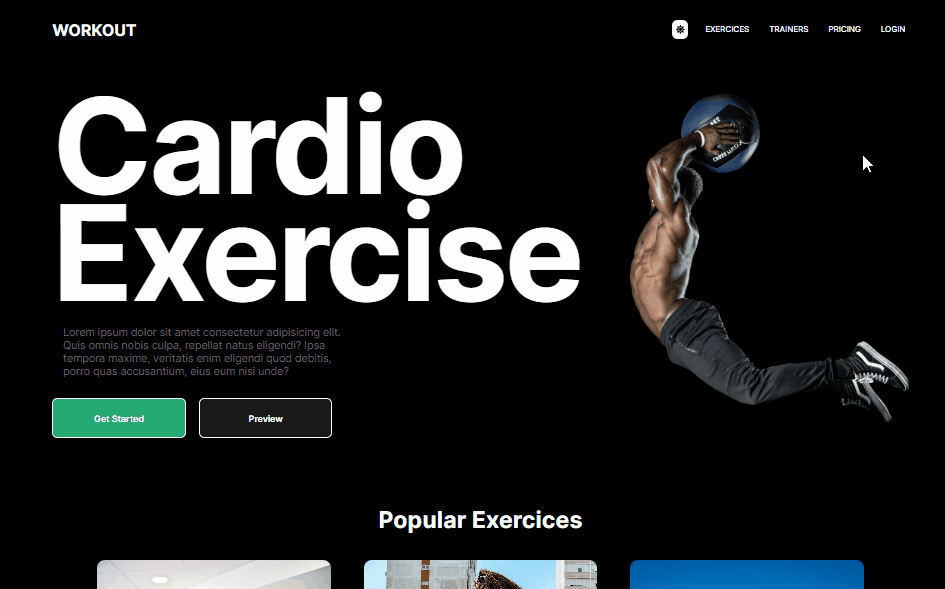 WORKOUT
EXERCICES TRAINERS PRICING LOGIN
Cardio
Exercise
Lorem ipsum dolor sit amet consectetur adipisicing elit.
Quis omnis nobis culpa, repellat natus eligendi? Ipsa
tempora maxime, veritatis enim eligendi quod debitis,
porro quas accusantium, eius eum nisi unde?
Get Started Preview
Popular Exercices